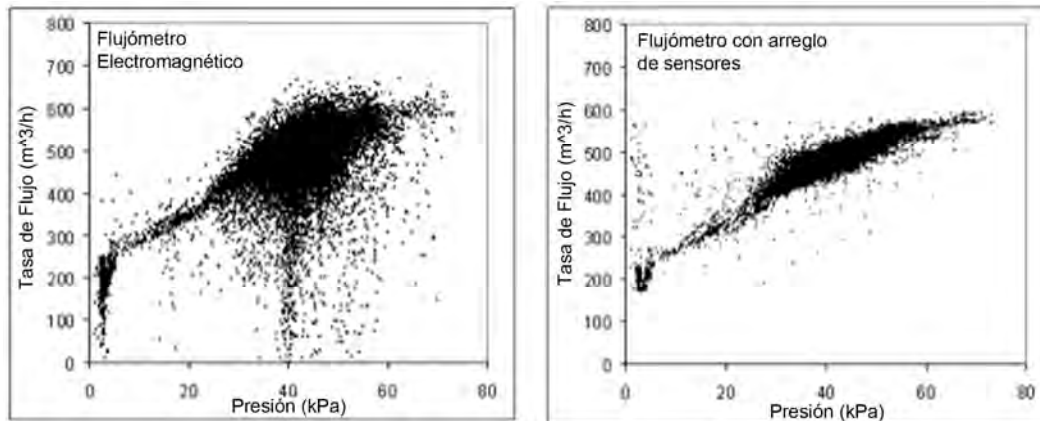 Flujómetro
Electromagnético
Tasa de Flujo (m^3/h)
800
700
600
500
400
300
200
100
0
0 20 40 60 80
Presión (kPa)
Flujómetro con arreglo
de sensores
Tasa de Flujo (m^3/h)
800
700
600
500
400
300
200
100
0
0 20 40 60 80
Presión (kPa)